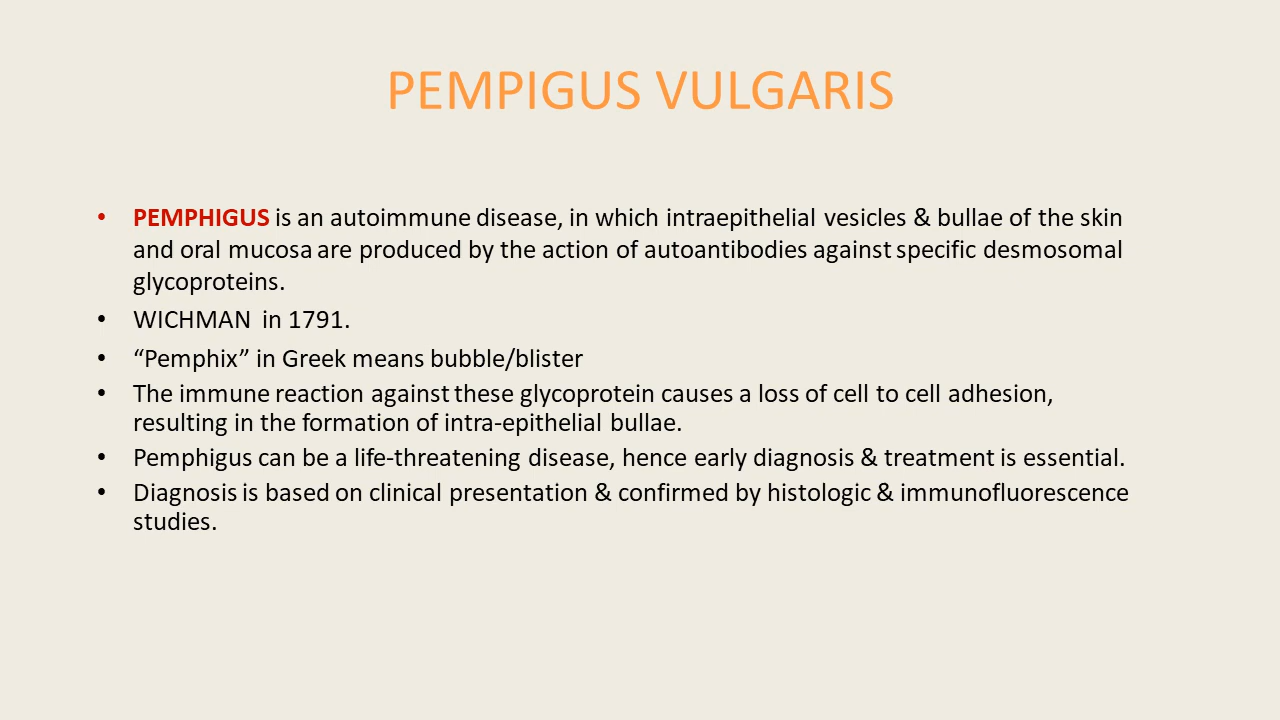 PEMPIGUS VULGARIS
• PEMPHIGUS is an autoimmune disease, in which intraepithelial vesicles & bullae of the skin
and oral mucosa are produced by the action of autoantibodies against specific desmosomal
glycoproteins.
• WICHMAN in 1791.
• “Pemphix” in Greek means bubble/blister
• The immune reaction against these glycoprotein causes a loss of cell to cell adhesion,
resulting in the formation of intra-epithelial bullae.
• Pemphigus can be a life-threatening disease, hence early diagnosis & treatment is essential.
• Diagnosis is based on clinical presentation & confirmed by histologic & immunofluorescence
studies.